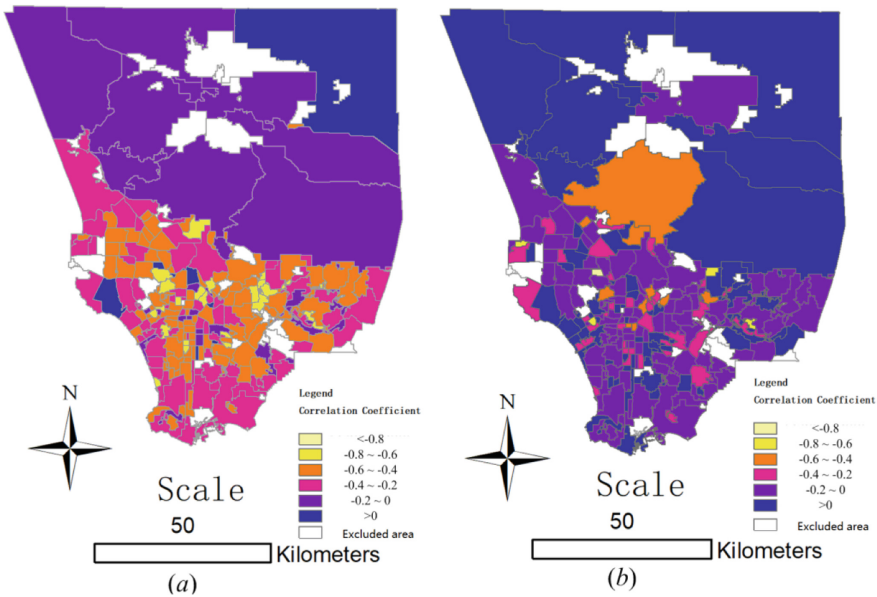 N
Legend
Correlation Coefficient
<-0.8
-0.8 ~ -0.6
-0.6 ~ -0.4
-0.4 ~ -0.2
-0.2 ~ 0
>0
Excluded area
Scale
50
Kilometers
(a)
N
Legend
Correlation Coefficient
<-0.8
-0.8 ~ -0.6
-0.6 ~ -0.4
-0.4 ~ -0.2
-0.2 ~ 0
>0
Excluded area
Scale
50
Kilometers
(b)